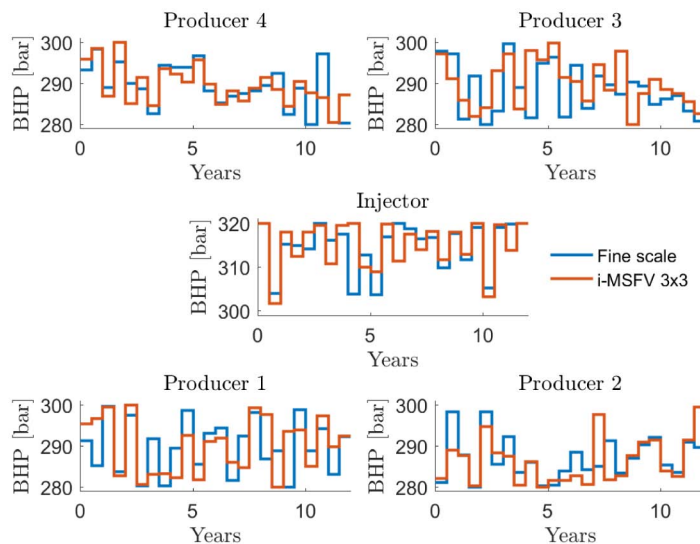 Producer 4
Producer 3
BHP [bar]
300
290
280
0
5
10
Years
BHP [bar]
300
290
280
0
5
10
Years
Injector
BHP [bar]
320
310
300
0
5
10
Years
Fine scale
i-MSFV 3x3
Producer 1
Producer 2
BHP [bar]
300
290
280
0
5
10
Years
BHP [bar]
300
290
280
0
5
10
Years